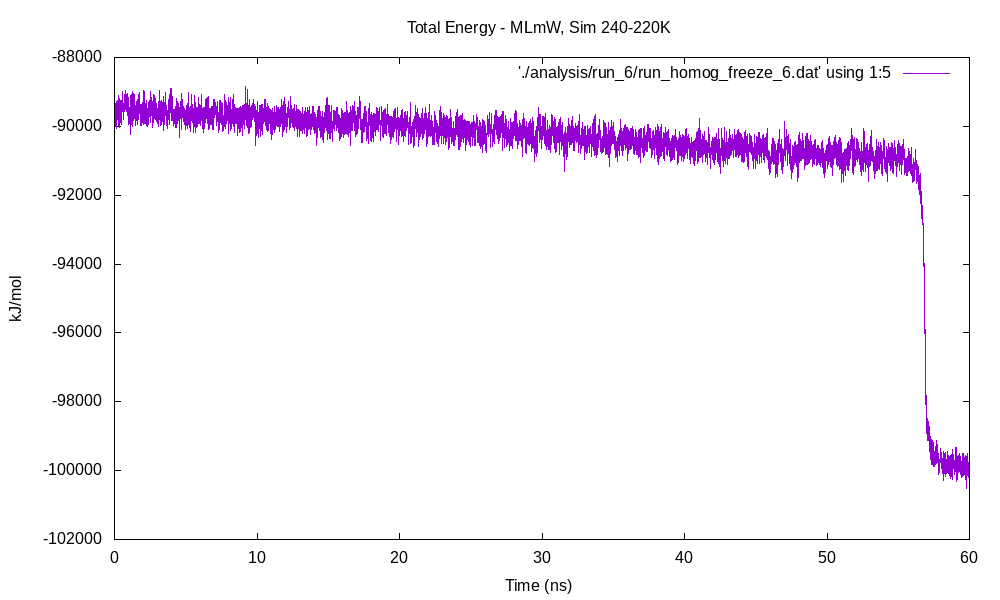 Total Energy - MLmW, Sim 240-220K
'./analysis/run_6/run_homog_freeze_6.dat' using 1:5
-88000
-90000
-92000
-94000
-96000
-98000
-100000
-102000
kJ/mol
0 10 20 30 40 50 60
Time (ns)